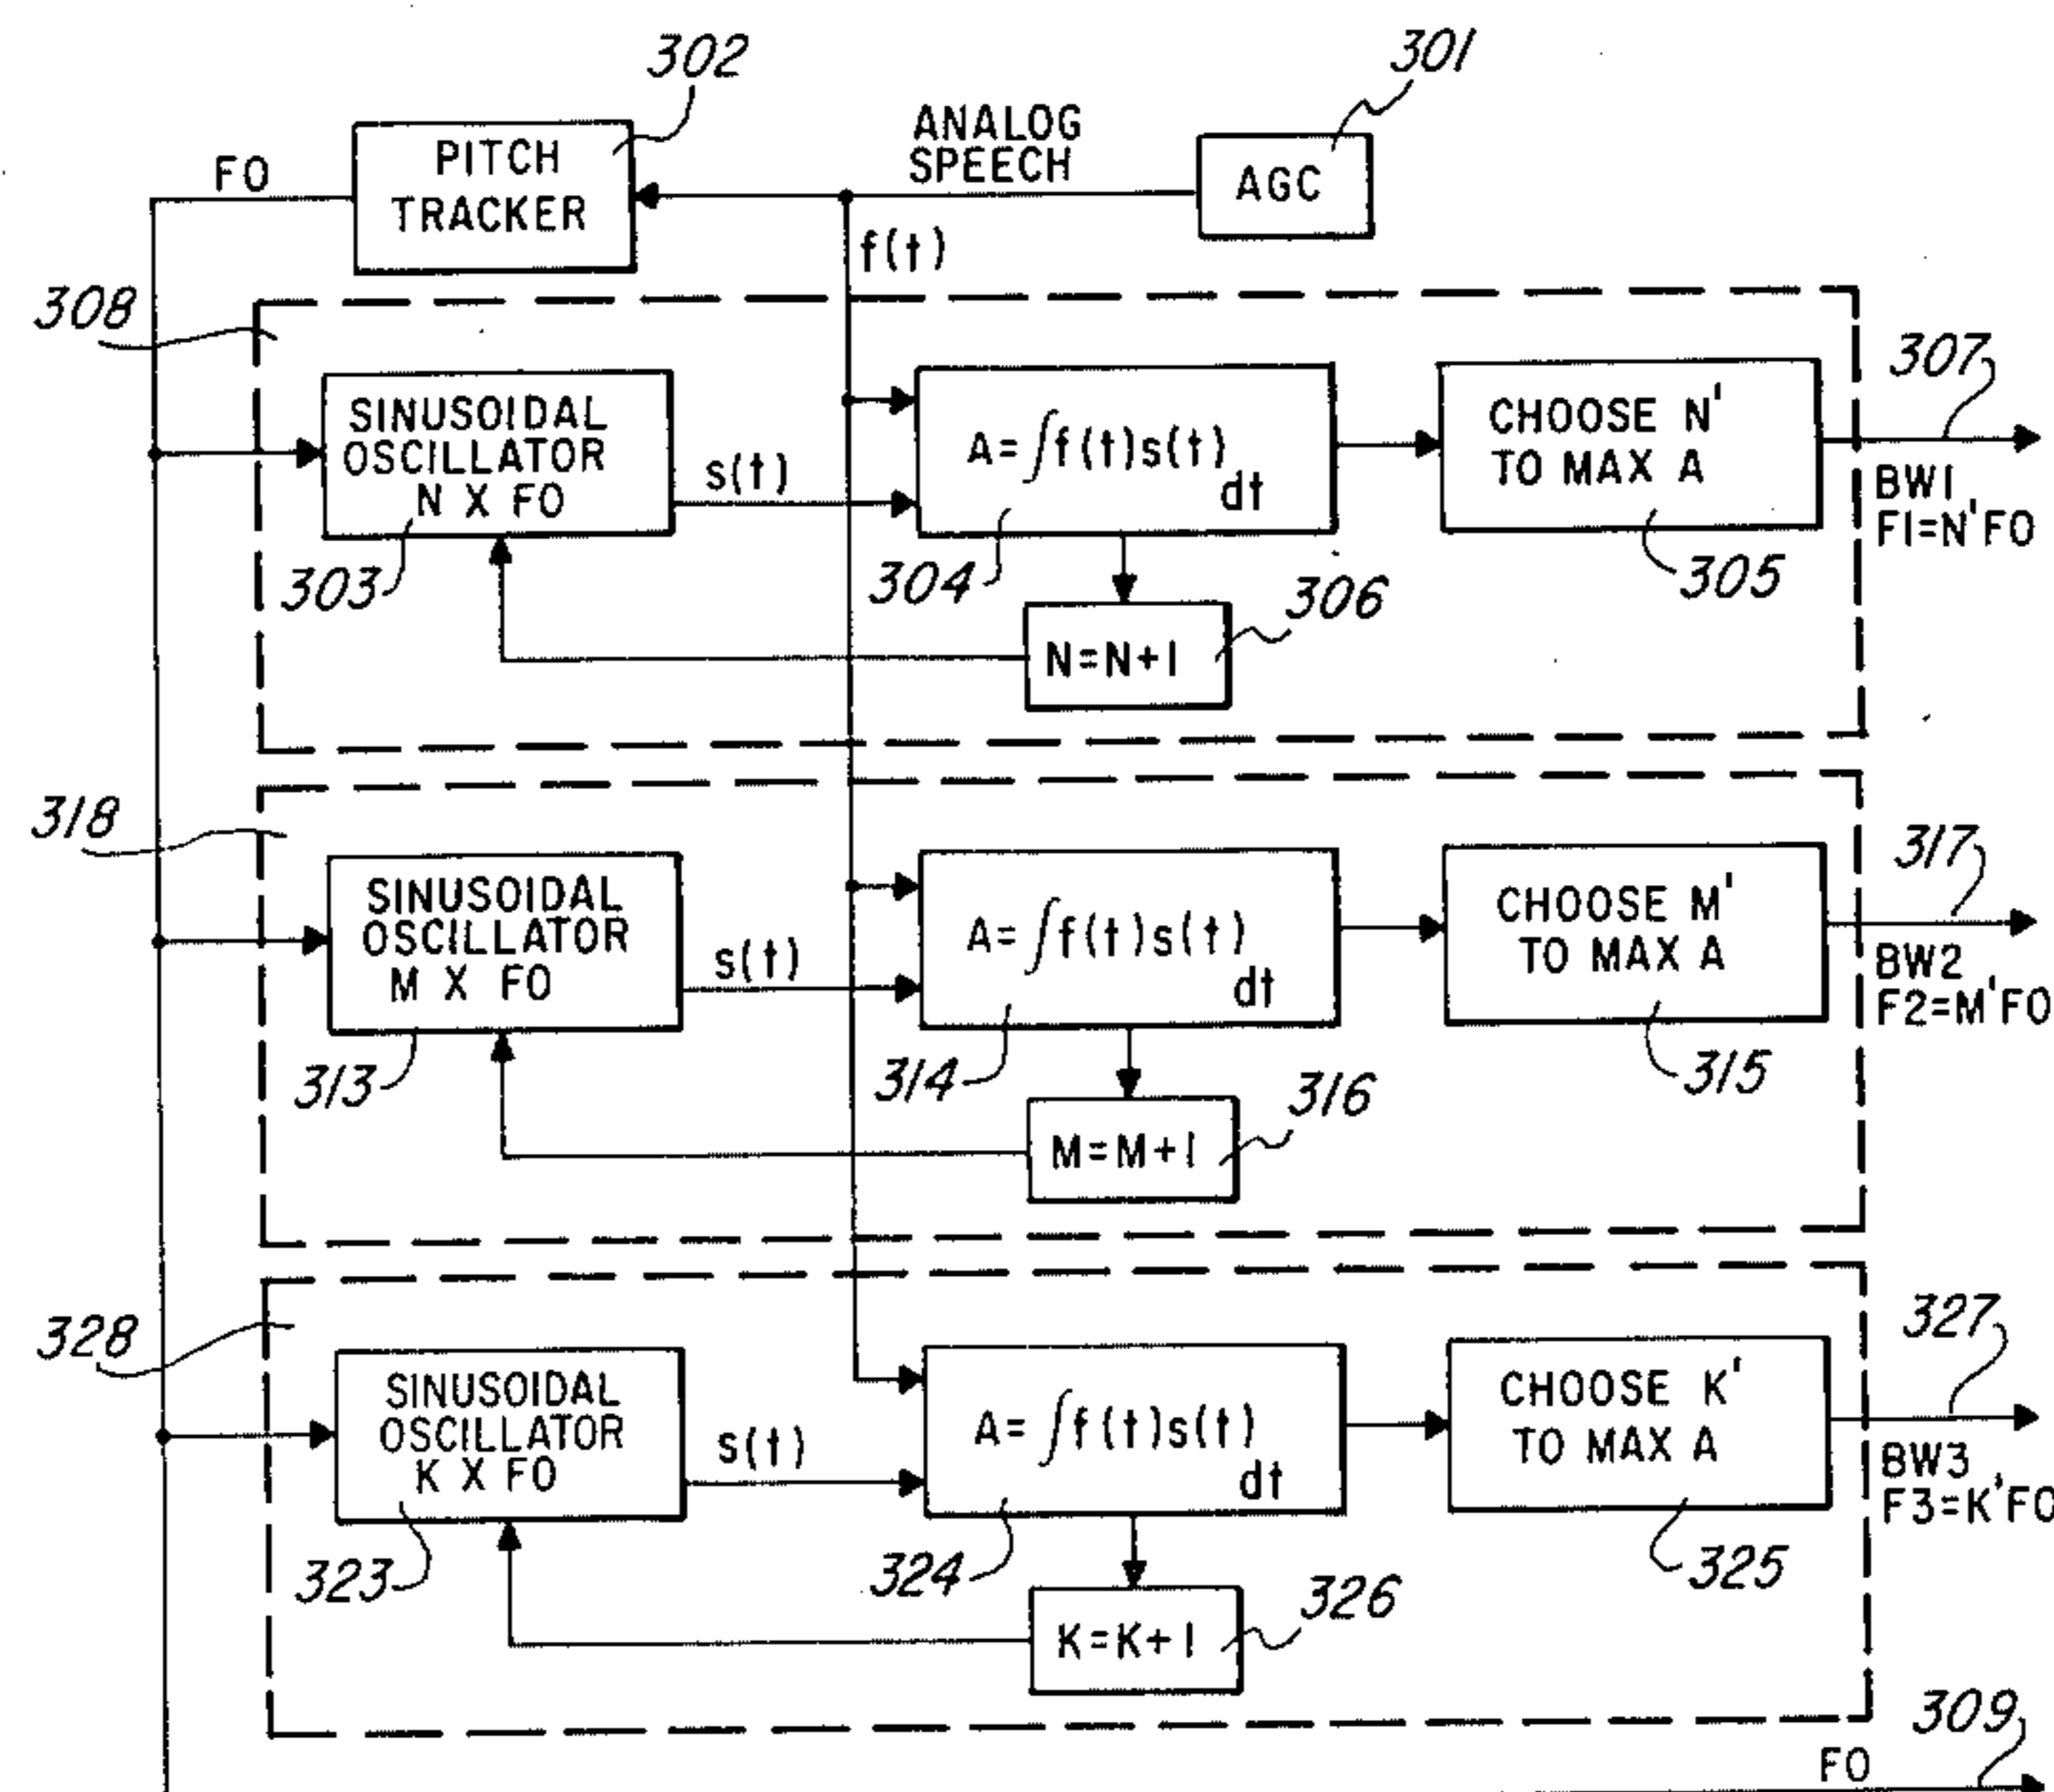 302
301
ANALOG
SPEECH
PITCH
TRACKER
AGC
FO
f(t)
308
307
SINUSOIDAL
OSCILLATOR
N X FO
s(t)
A=∫f(t)s(t)
dt
CHOOSE N'
TO MAX A
BW1
F1=N'FO
303
304
305
306
N=N+1
318
317
SINUSOIDAL
OSCILLATOR
M X FO
s(t)
A=∫f(t)s(t)
dt
CHOOSE M'
TO MAX A
BW2
F2=M'FO
313
314
315
316
M=M+1
328
327
SINUSOIDAL
OSCILLATOR
K X FO
s(t)
A=∫f(t)s(t)
dt
CHOOSE K'
TO MAX A
BW3
F3=K'FO
323
324
325
326
K=K+1
309
FO